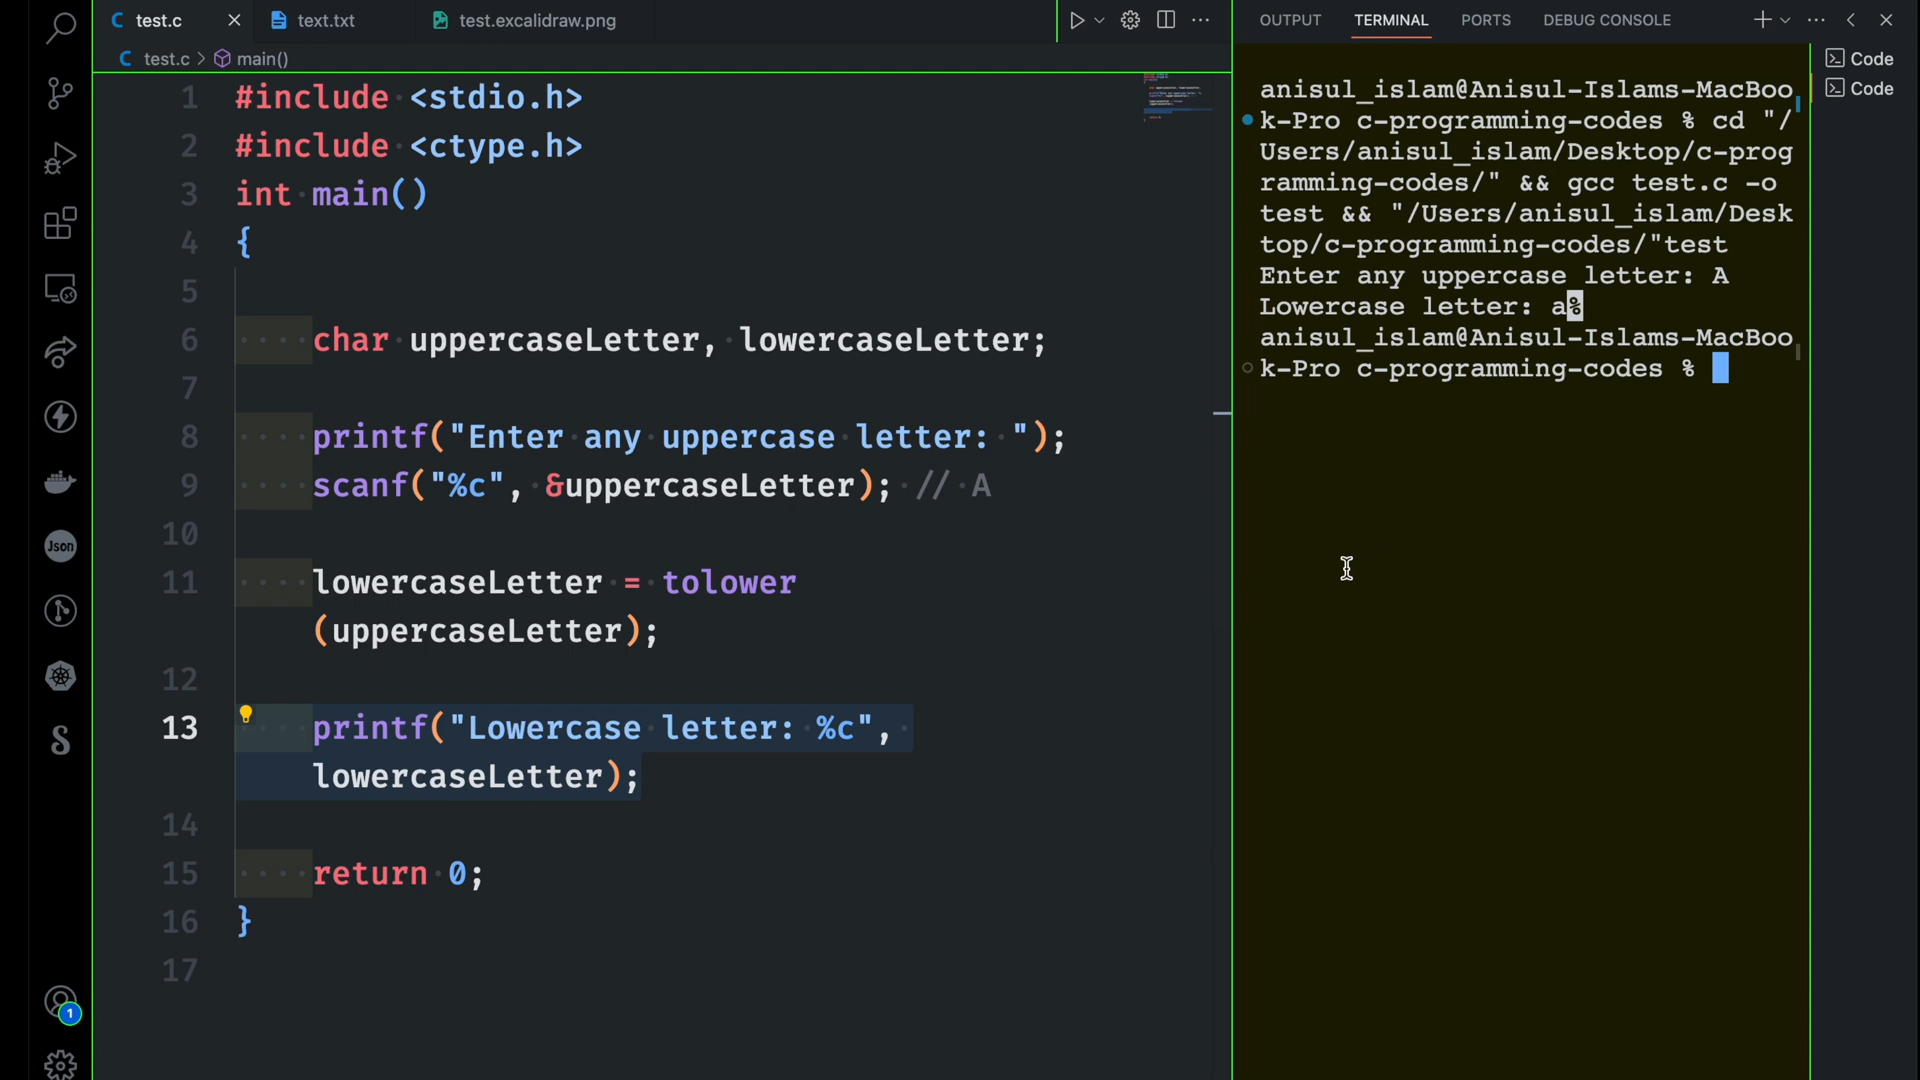 test.c
text.txt
test.excalidraw.png
test.c > main()
1 #include <stdio.h>
2 #include <ctype.h>
3 int main()
4 {
5
6 char uppercaseLetter, lowercaseLetter;
7
8 printf("Enter any uppercase letter: ");
9 scanf("%c", &uppercaseLetter); // A
10
11 lowercaseLetter = tolower
(uppercaseLetter);
12
13 printf("Lowercase letter: %c",
lowercaseLetter);
14
15 return 0;
16 }
17
Json
1
OUTPUT
TERMINAL
PORTS
DEBUG CONSOLE
anisul_islam@Anisul-Islams-MacBoo
k-Pro c-programming-codes % cd "/
Users/anisul_islam/Desktop/c-prog
ramming-codes/" && gcc test.c -o
test && "/Users/anisul_islam/Desk
top/c-programming-codes/"test
Enter any uppercase letter: A
Lowercase letter: a%
anisul_islam@Anisul-Islams-MacBoo
k-Pro c-programming-codes %
Code
Code